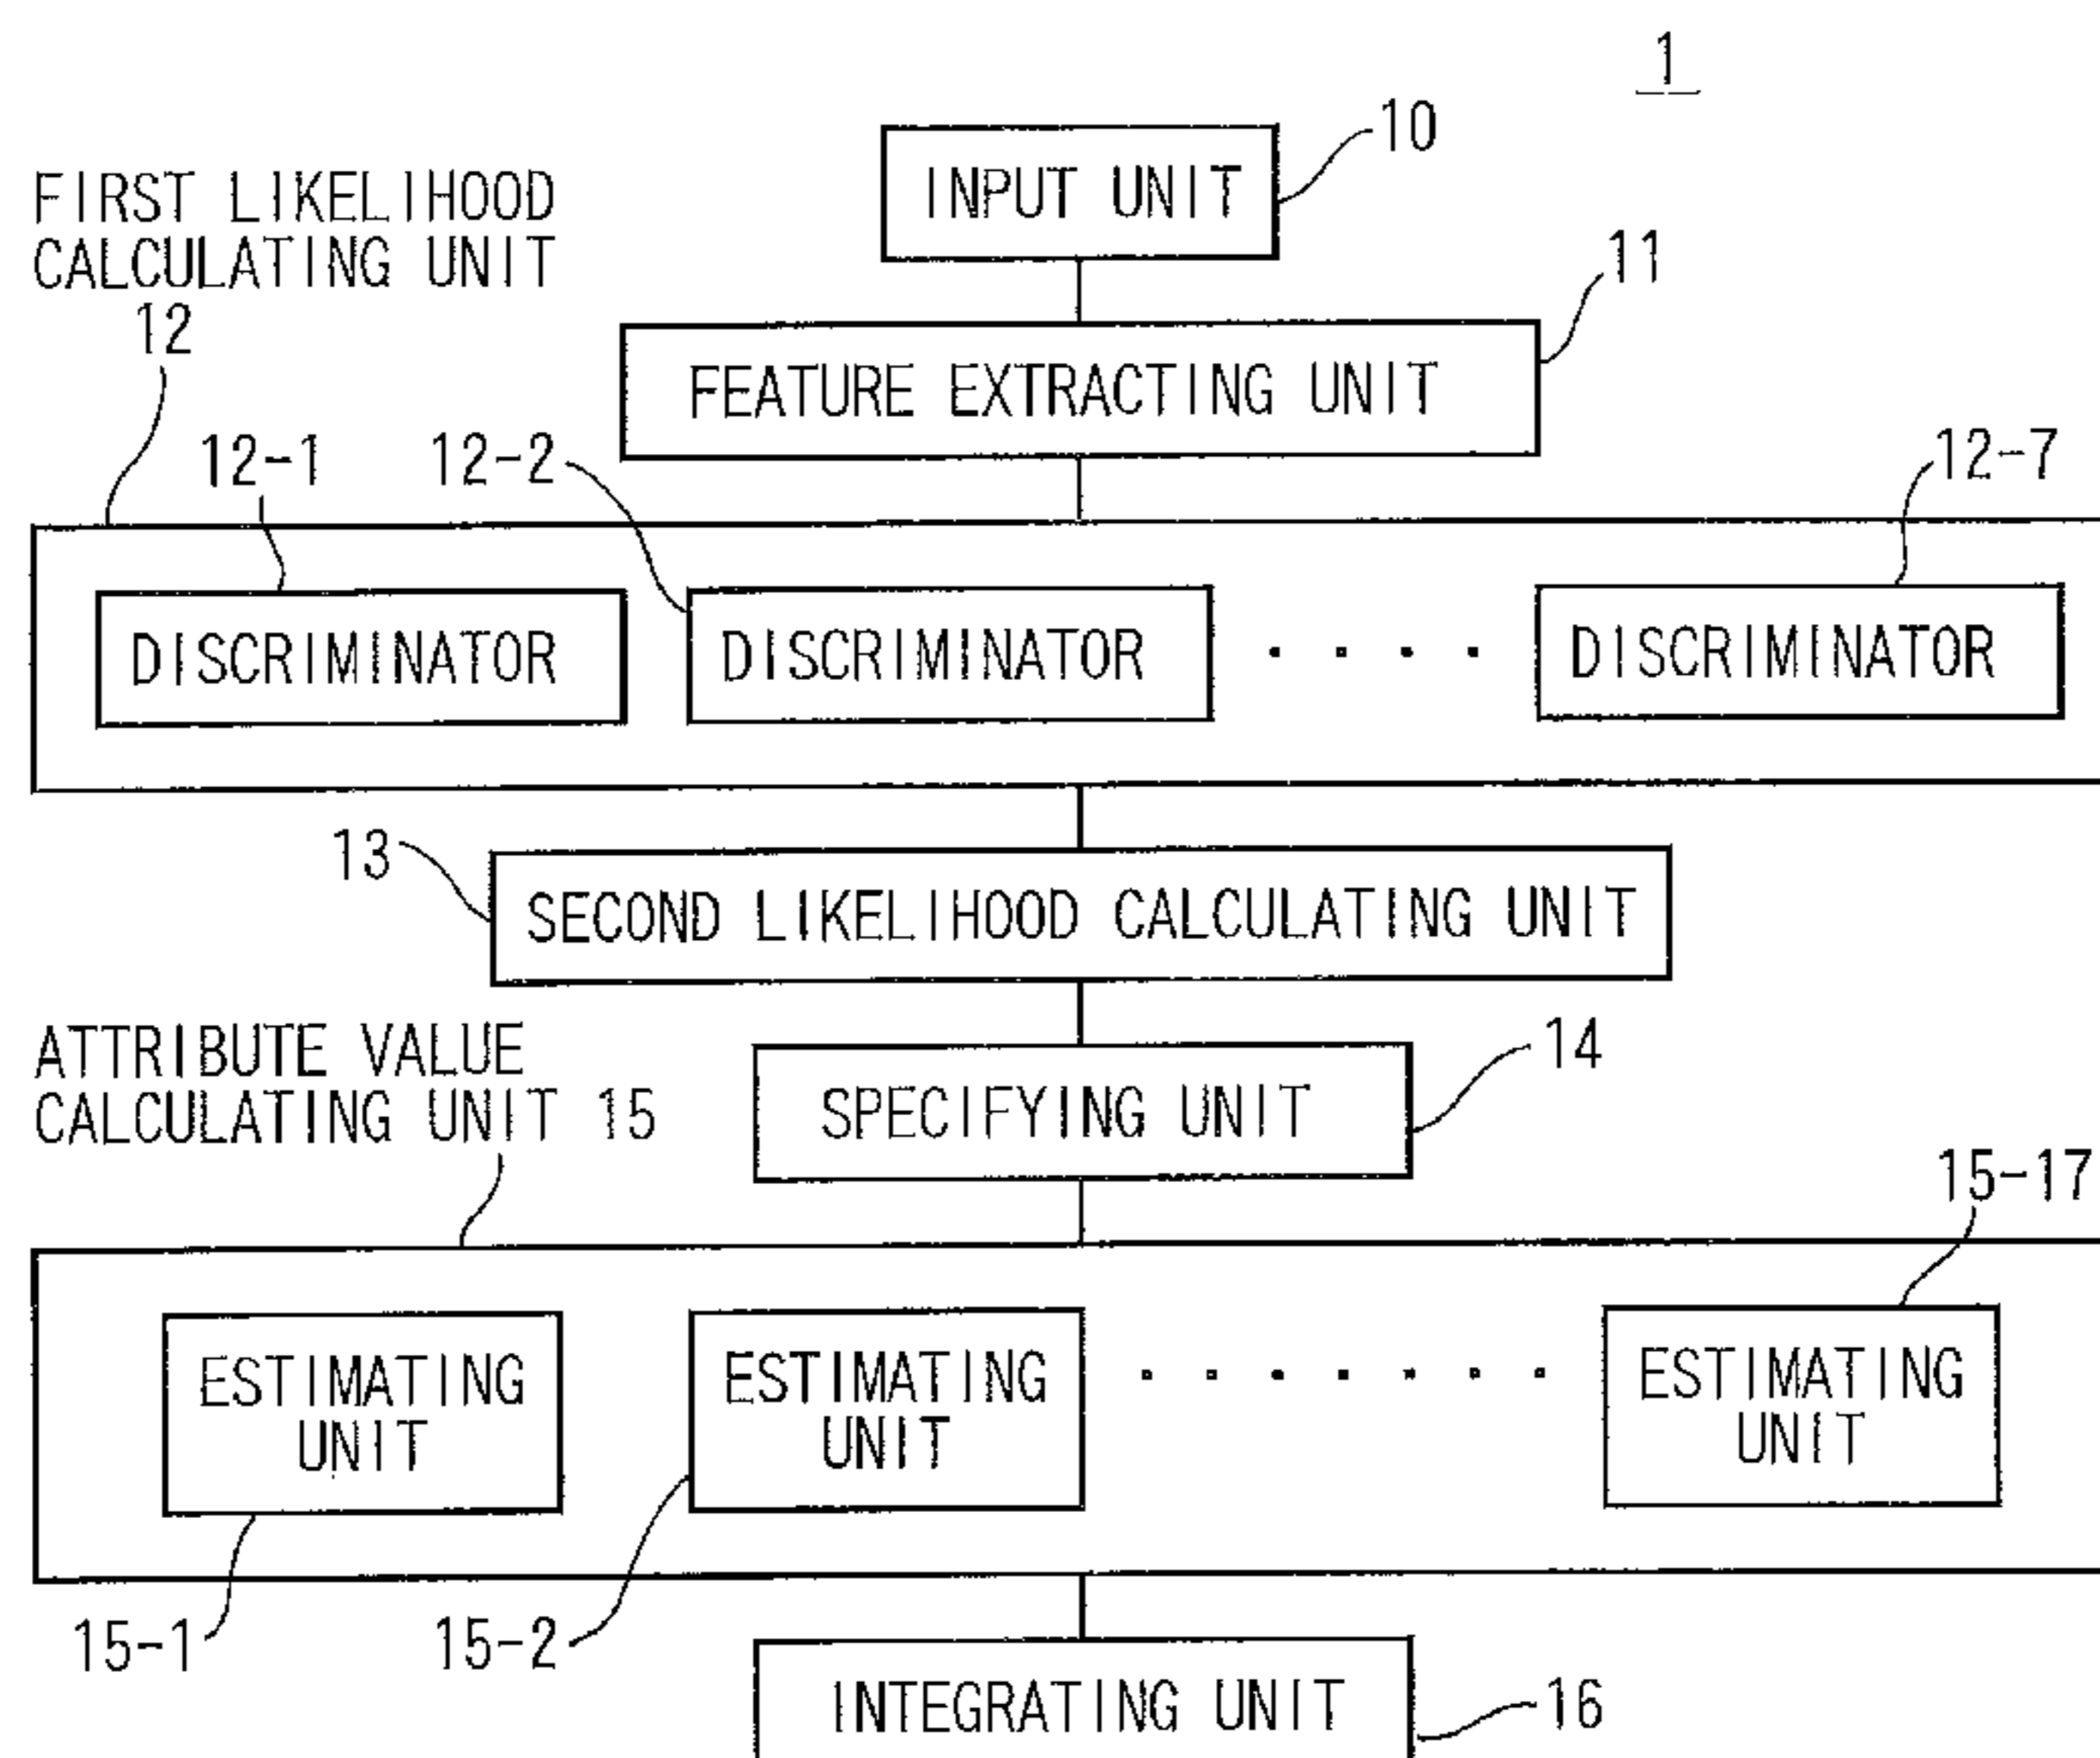 1
10
INPUT UNIT
FIRST LIKELIHOOD
CALCULATING UNIT
12
11
FEATURE EXTRACTING UNIT
12-1
12-2
12-7
DISCRIMINATOR
DISCRIMINATOR
DISCRIMINATOR
13
SECOND LIKELIHOOD CALCULATING UNIT
ATTRIBUTE VALUE
CALCULATING UNIT 15
14
SPECIFYING UNIT
15-17
ESTIMATING
UNIT
ESTIMATING
UNIT
ESTIMATING
UNIT
15-1
15-2
INTEGRATING UNIT
16